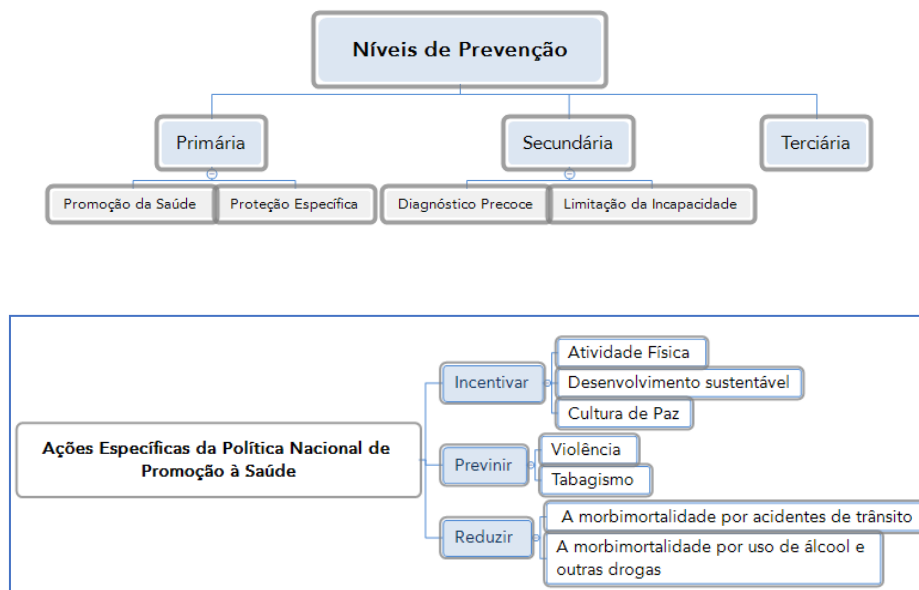 Níveis de Prevenção
Primária
Secundária
Terciária
Promoção da Saúde
Proteção Específica
Diagnóstico Precoce
Limitação da Incapacidade
Ações Específicas da Política Nacional de
Promoção à Saúde
Incentivar
Atividade Física
Desenvolvimento sustentável
Cultura de Paz
Previnir
Violência
Tabagismo
Reduzir
A morbimortalidade por acidentes de trânsito
A morbimortalidade por uso de álcool e
outras drogas